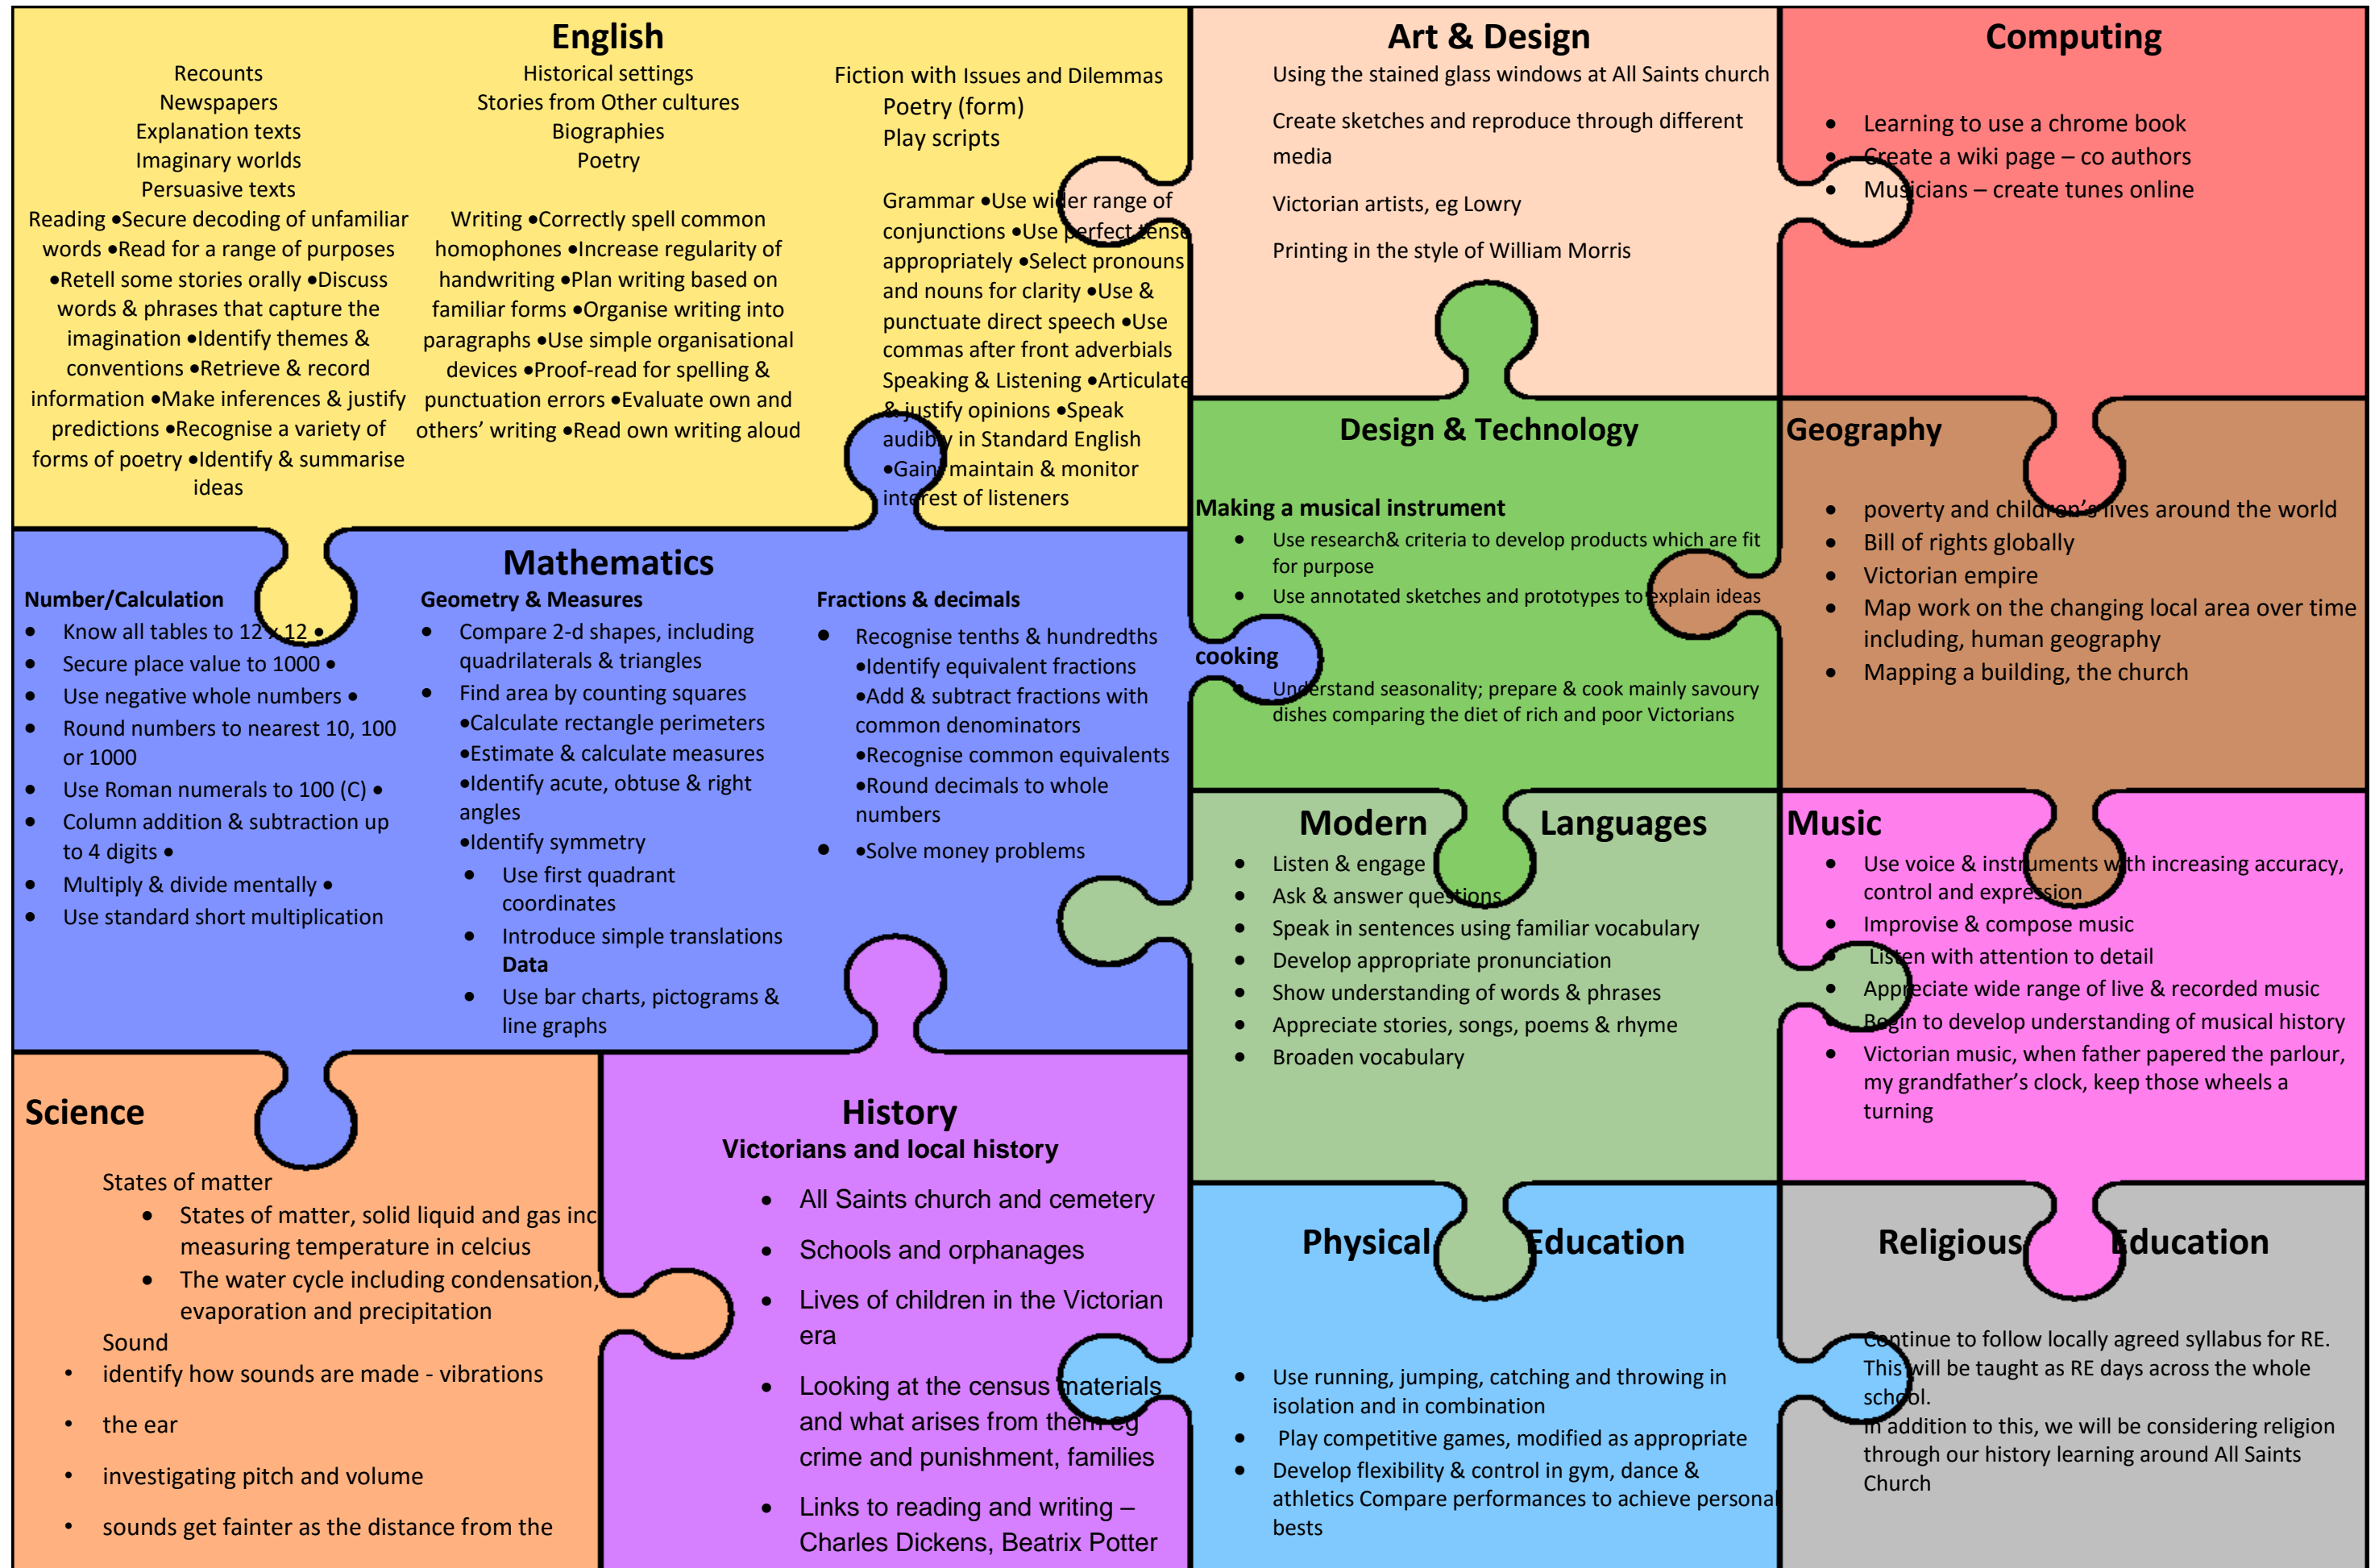 English
Recounts
Newspapers
Explanation texts
Imaginary worlds
Persuasive texts
Reading •Secure decoding of unfamiliar
words •Read for a range of purposes
•Retell some stories orally •Discuss
words & phrases that capture the
imagination •Identify themes &
conventions •Retrieve & record
information •Make inferences & justify
predictions •Recognise a variety of
forms of poetry •Identify & summarise
ideas
Historical settings
Stories from Other cultures
Biographies
Poetry
Writing •Correctly spell common
homophones •Increase regularity of
handwriting •Plan writing based on
familiar forms •Organise writing into
paragraphs •Use simple organisational
devices •Proof-read for spelling &
punctuation errors •Evaluate own and
others’ writing •Read own writing aloud
Fiction with Issues and Dilemmas
Poetry (form)
Play scripts
Grammar •Use wider range of
conjunctions •Use perfect tense
appropriately •Select pronouns
and nouns for clarity •Use &
punctuate direct speech •Use
commas after front adverbials
Speaking & Listening •Articulate
& justify opinions •Speak
audibly in Standard English
•Gain, maintain & monitor
interest of listeners
Art & Design
Using the stained glass windows at All Saints church
Create sketches and reproduce through different
media
Victorian artists, eg Lowry
Printing in the style of William Morris
Computing
• Learning to use a chrome book
• Create a wiki page – co authors
• Musicians – create tunes online
Mathematics
Number/Calculation
• Know all tables to 12 x 12 •
• Secure place value to 1000 •
• Use negative whole numbers •
• Round numbers to nearest 10, 100
or 1000
• Use Roman numerals to 100 (C) •
• Column addition & subtraction up
to 4 digits •
• Multiply & divide mentally •
• Use standard short multiplication
Geometry & Measures
• Compare 2-d shapes, including
quadrilaterals & triangles
• Find area by counting squares
•Calculate rectangle perimeters
•Estimate & calculate measures
•Identify acute, obtuse & right
angles
•Identify symmetry
• Use first quadrant
coordinates
• Introduce simple translations
Data
• Use bar charts, pictograms &
line graphs
Fractions & decimals
• Recognise tenths & hundredths
•Identify equivalent fractions
•Add & subtract fractions with
common denominators
•Recognise common equivalents
•Round decimals to whole
numbers
• •Solve money problems
Design & Technology
Making a musical instrument
• Use research& criteria to develop products which are fit
for purpose
• Use annotated sketches and prototypes to explain ideas
cooking
• Understand seasonality; prepare & cook mainly savoury
dishes comparing the diet of rich and poor Victorians
Geography
• poverty and children’s lives around the world
• Bill of rights globally
• Victorian empire
• Map work on the changing local area over time
including, human geography
• Mapping a building, the church
Modern Languages
• Listen & engage
• Ask & answer questions
• Speak in sentences using familiar vocabulary
• Develop appropriate pronunciation
• Show understanding of words & phrases
• Appreciate stories, songs, poems & rhyme
• Broaden vocabulary
Music
• Use voice & instruments with increasing accuracy,
control and expression
• Improvise & compose music
• Listen with attention to detail
• Appreciate wide range of live & recorded music
• Begin to develop understanding of musical history
• Victorian music, when father papered the parlour,
my grandfather’s clock, keep those wheels a
turning
Science
States of matter
• States of matter, solid liquid and gas inc
measuring temperature in celcius
• The water cycle including condensation,
evaporation and precipitation
Sound
• identify how sounds are made - vibrations
• the ear
• investigating pitch and volume
• sounds get fainter as the distance from the
History
Victorians and local history
• All Saints church and cemetery
• Schools and orphanages
• Lives of children in the Victorian
era
• Looking at the census materials
and what arises from them eg
crime and punishment, families
• Links to reading and writing –
Charles Dickens, Beatrix Potter
Physical Education
• Use running, jumping, catching and throwing in
isolation and in combination
• Play competitive games, modified as appropriate
• Develop flexibility & control in gym, dance &
athletics Compare performances to achieve personal
bests
Religious Education
Continue to follow locally agreed syllabus for RE.
This will be taught as RE days across the whole
school.
In addition to this, we will be considering religion
through our history learning around All Saints
Church